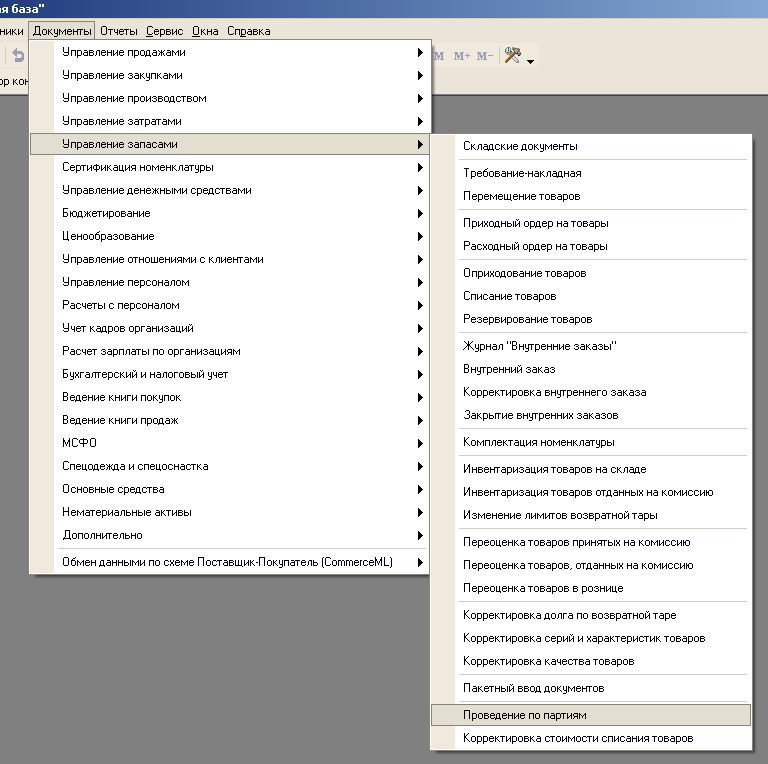 ая база"
ники Документы Отчеты Сервис Окна Справка
M M+ M-
ор кон
Управление продажами
Управление закупками
Управление производством
Управление затратами
Управление запасами
Сертификация номенклатуры
Управление денежными средствами
Бюджетирование
Ценообразование
Управление отношениями с клиентами
Управление персоналом
Расчеты с персоналом
Учет кадров организаций
Расчет зарплаты по организациям
Бухгалтерский и налоговый учет
Ведение книги покупок
Ведение книги продаж
МСФО
Спецодежда и спецоснастка
Основные средства
Нематериальные активы
Дополнительно
Обмен данными по схеме Поставщик-Покупатель (CommerceML)
Складские документы
Требование-накладная
Перемещение товаров
Приходный ордер на товары
Расходный ордер на товары
Оприходование товаров
Списание товаров
Резервирование товаров
Журнал "Внутренние заказы"
Внутренний заказ
Корректировка внутреннего заказа
Закрытие внутренних заказов
Комплектация номенклатуры
Инвентаризация товаров на складе
Инвентаризация товаров отданных на комиссию
Изменение лимитов возвратной тары
Переоценка товаров принятых на комиссию
Переоценка товаров, отданных на комиссию
Переоценка товаров в рознице
Корректировка долга по возвратной таре
Корректировка серий и характеристик товаров
Корректировка качества товаров
Пакетный ввод документов
Проведение по партиям
Корректировка стоимости списания товаров